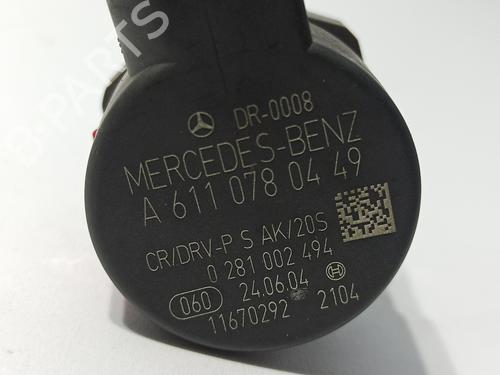 DR-0008
MERCEDES-BENZ
A 611 078 04 49
CR/DRV-P S AK/20S
0 281 002 494
060 24.06.04
11670292 2104
B-PARTS